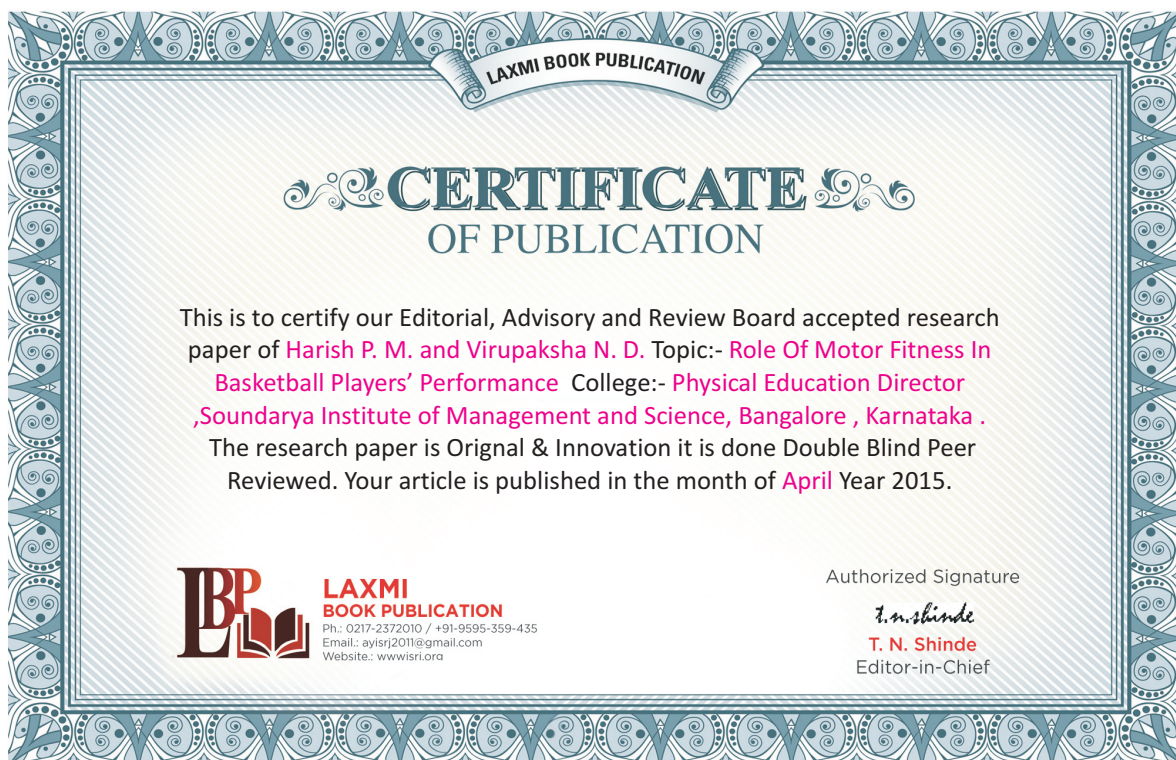 LAXMI BOOK PUBLICATION
CERTIFICATE
OF PUBLICATION
This is to certify our Editorial, Advisory and Review Board accepted research
paper of Harish P. M. and Virupaksha N. D. Topic:- Role Of Motor Fitness In
Basketball Players’ Performance College:- Physical Education Director
,Soundarya Institute of Management and Science, Bangalore , Karnataka .
The research paper is Orignal & Innovation it is done Double Blind Peer
Reviewed. Your article is published in the month of April Year 2015.
LBP
LAXMI
BOOK PUBLICATION
Ph.: 0217-2372010 / +91-9595-359-435
Email.: ayisrj2011@gmail.com
Website.: wwwisrj.org
Authorized Signature
t.n.shinde
T. N. Shinde
Editor-in-Chief